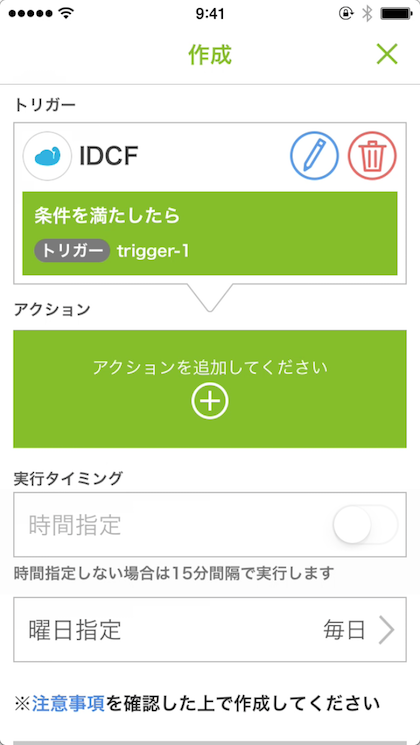 9:41
作成
トリガー
IDCF
条件を満たしたら
トリガー trigger-1
アクション
アクションを追加してください
実行タイミング
時間指定
時間指定しない場合は15分間隔で実行します
曜日指定 毎日
※注意事項を確認した上で作成してください